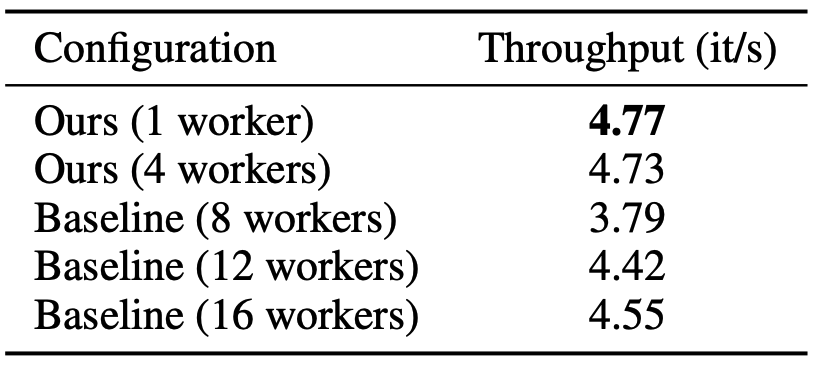 Configuration Throughput (it/s)
Ours (1 worker) 4.77
Ours (4 workers) 4.73
Baseline (8 workers) 3.79
Baseline (12 workers) 4.42
Baseline (16 workers) 4.55